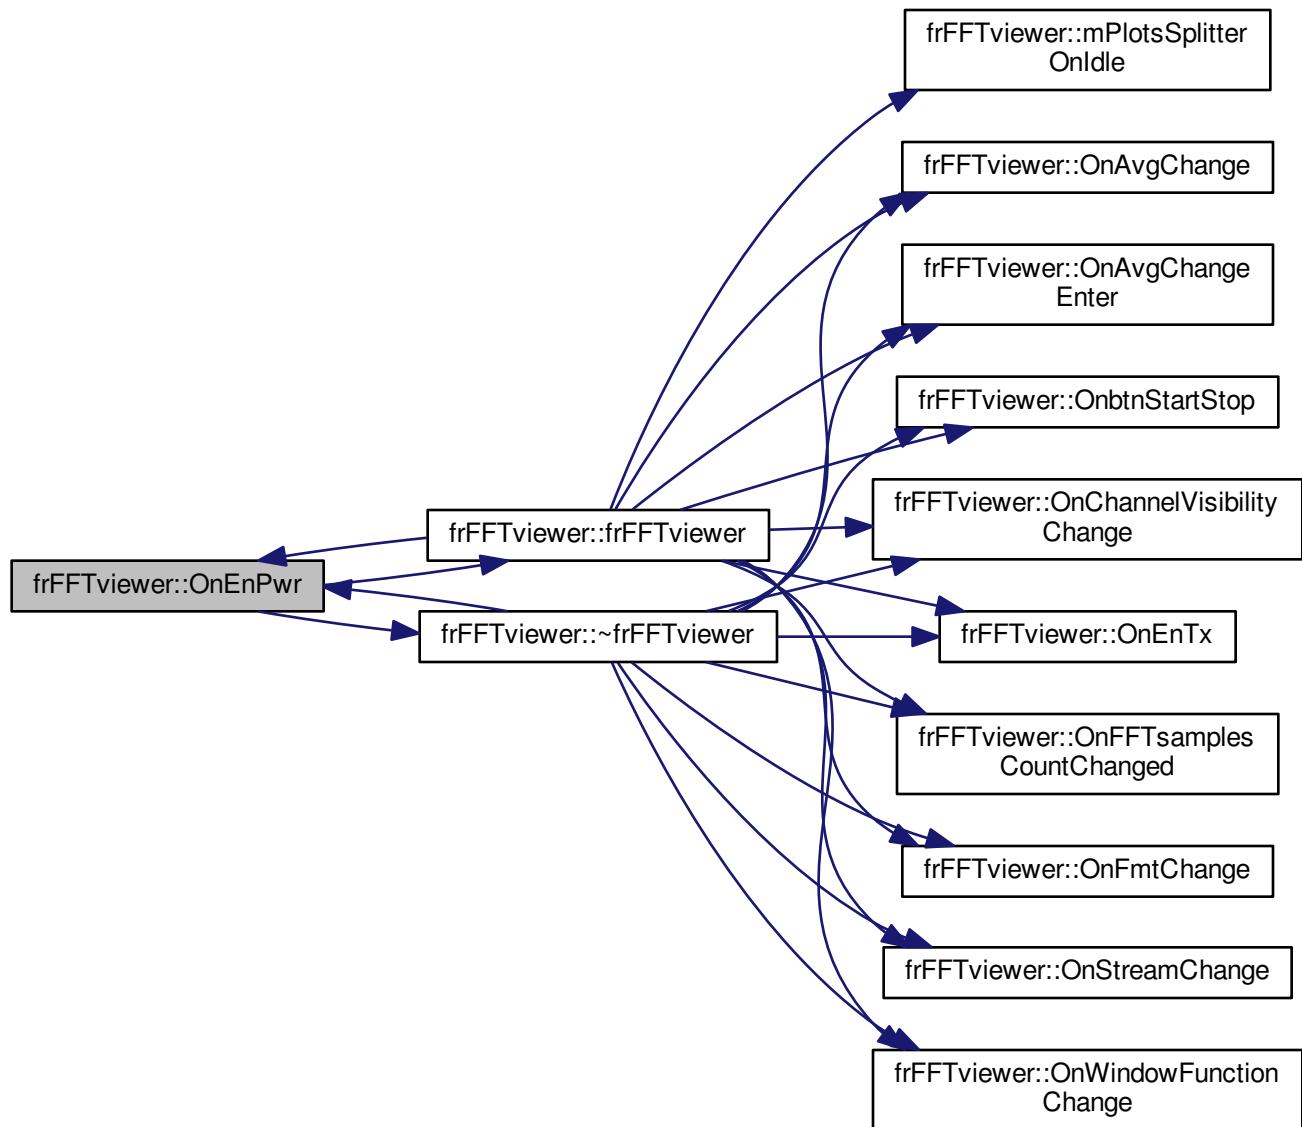 frFFTviewer::mPlotsSplitter
OnIdle
frFFTviewer::OnAvgChange
frFFTviewer::OnAvgChange
Enter
frFFTviewer::OnbtnStartStop
frFFTviewer::OnChannelVisibility
Change
frFFTviewer::frFFTviewer
frFFTviewer::OnEnPwr
frFFTviewer::~frFFTviewer
frFFTviewer::OnEnTx
frFFTviewer::OnFFTsamples
CountChanged
frFFTviewer::OnFmtChange
frFFTviewer::OnStreamChange
frFFTviewer::OnWindowFunction
Change